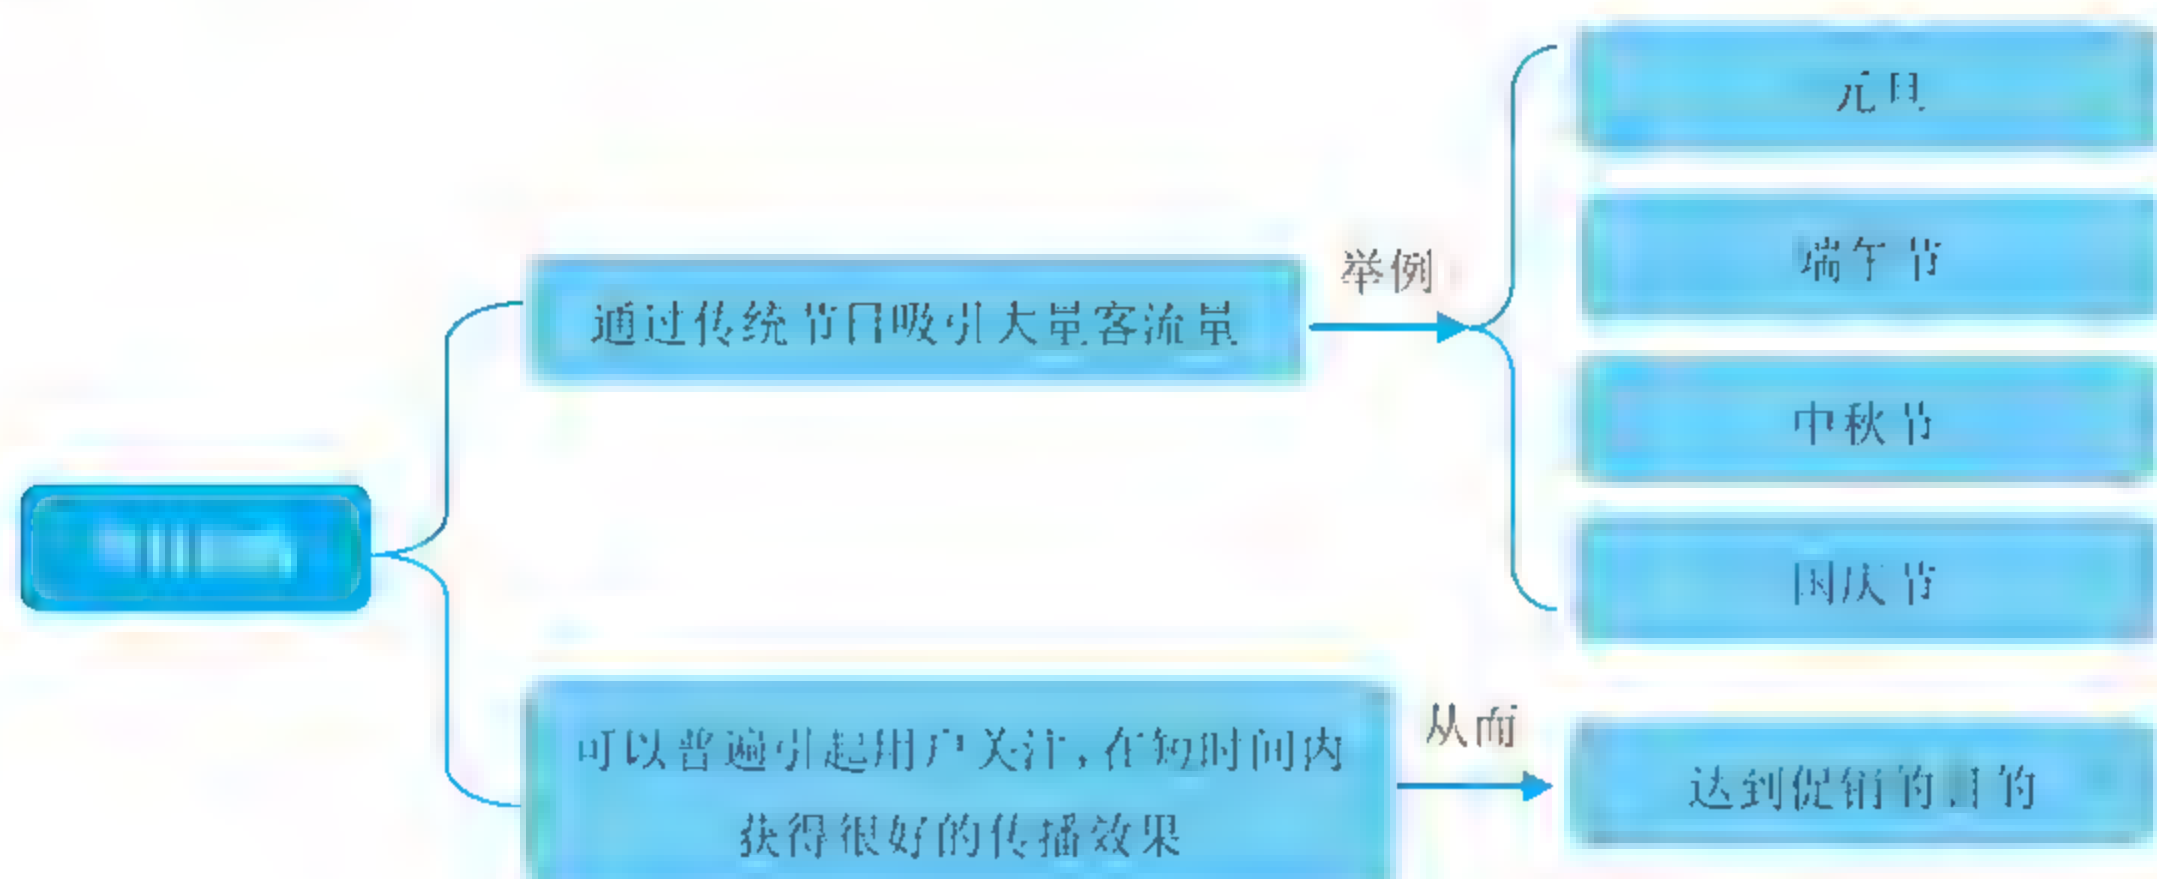 元旦
端午节
举例
通过传统节日吸引大量客流量
中秋节
国庆节
从而
可以普遍引起用户关注，在短时间内
获得很好的传播效果
达到促销的目的